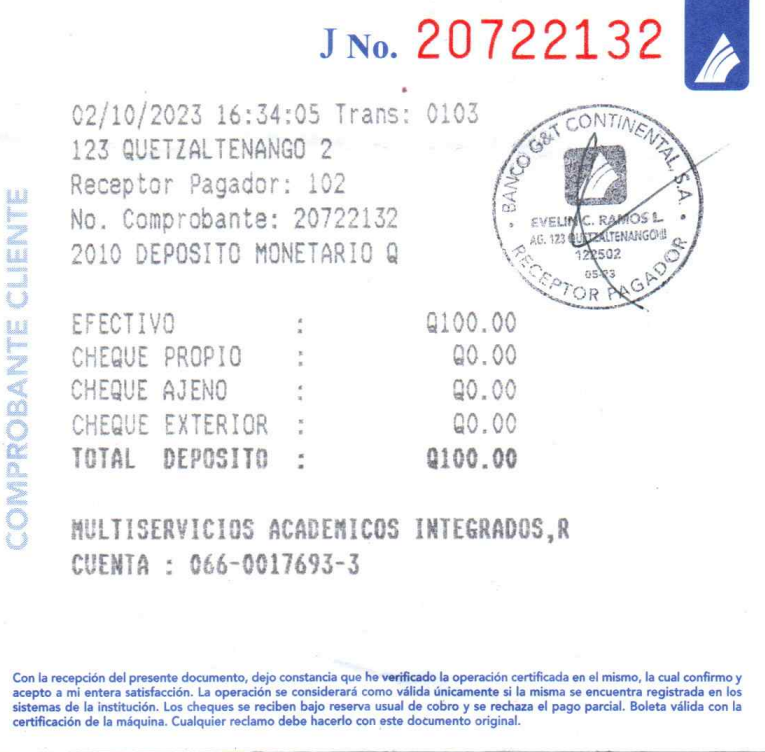 J No. 20722132
02/10/2023 16:34:05 Trans: 0103
123 QUETZALTENANGO 2
Receptor Pagador: 102
No. Comprobante: 20722132
2010 DEPOSITO MONETARIO Q
BANCO G&T CONTINENTAL, S.A.
EVELIN C. RAMOS L.
AG. 123 QUETZALTENANGO II
122502
05-23
RECEPTOR PAGADOR
COMPROBANTE CLIENTE
EFECTIVO : Q100.00
CHEQUE PROPIO : Q0.00
CHEQUE AJENO : Q0.00
CHEQUE EXTERIOR : Q0.00
TOTAL DEPOSITO : Q100.00
MULTISERVICIOS ACADEMICOS INTEGRADOS,R
CUENTA : 066-0017693-3
Con la recepción del presente documento, dejo constancia que he verificado la operación certificada en el mismo, la cual confirmo y
acepto a mi entera satisfacción. La operación se considerará como válida únicamente si la misma se encuentra registrada en los
sistemas de la institución. Los cheques se reciben bajo reserva usual de cobro y se rechaza el pago parcial. Boleta válida con la
certificación de la máquina. Cualquier reclamo debe hacerlo con este documento original.